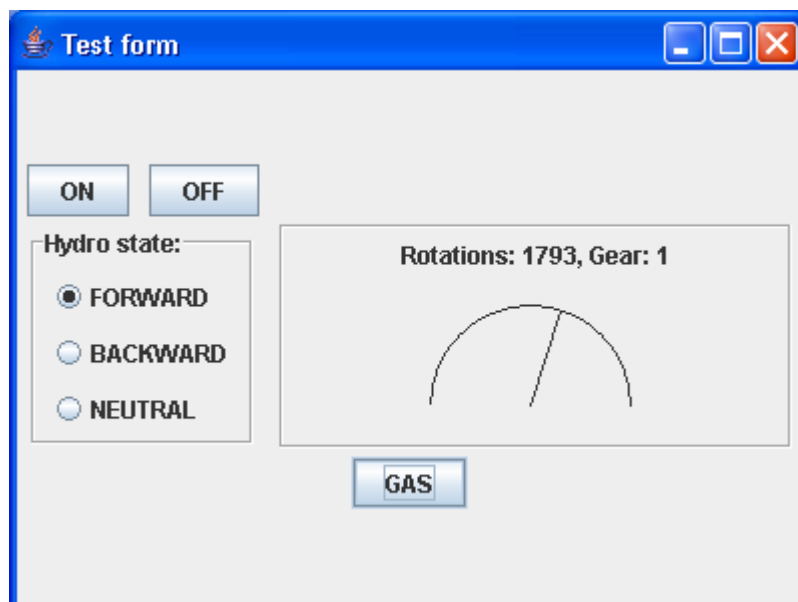 Test form
ON OFF
Hydro state:
FORWARD
BACKWARD
NEUTRAL
Rotations: 1793, Gear: 1
GAS